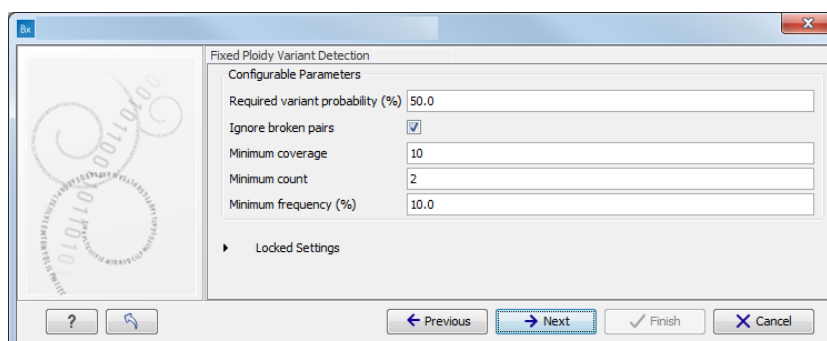 Bx
Fixed Ploidy Variant Detection
Configurable Parameters
Required variant probability (%) 50.0
Ignore broken pairs
Minimum coverage 10
Minimum count 2
Minimum frequency (%) 10.0
Locked Settings
? Previous Next Finish Cancel